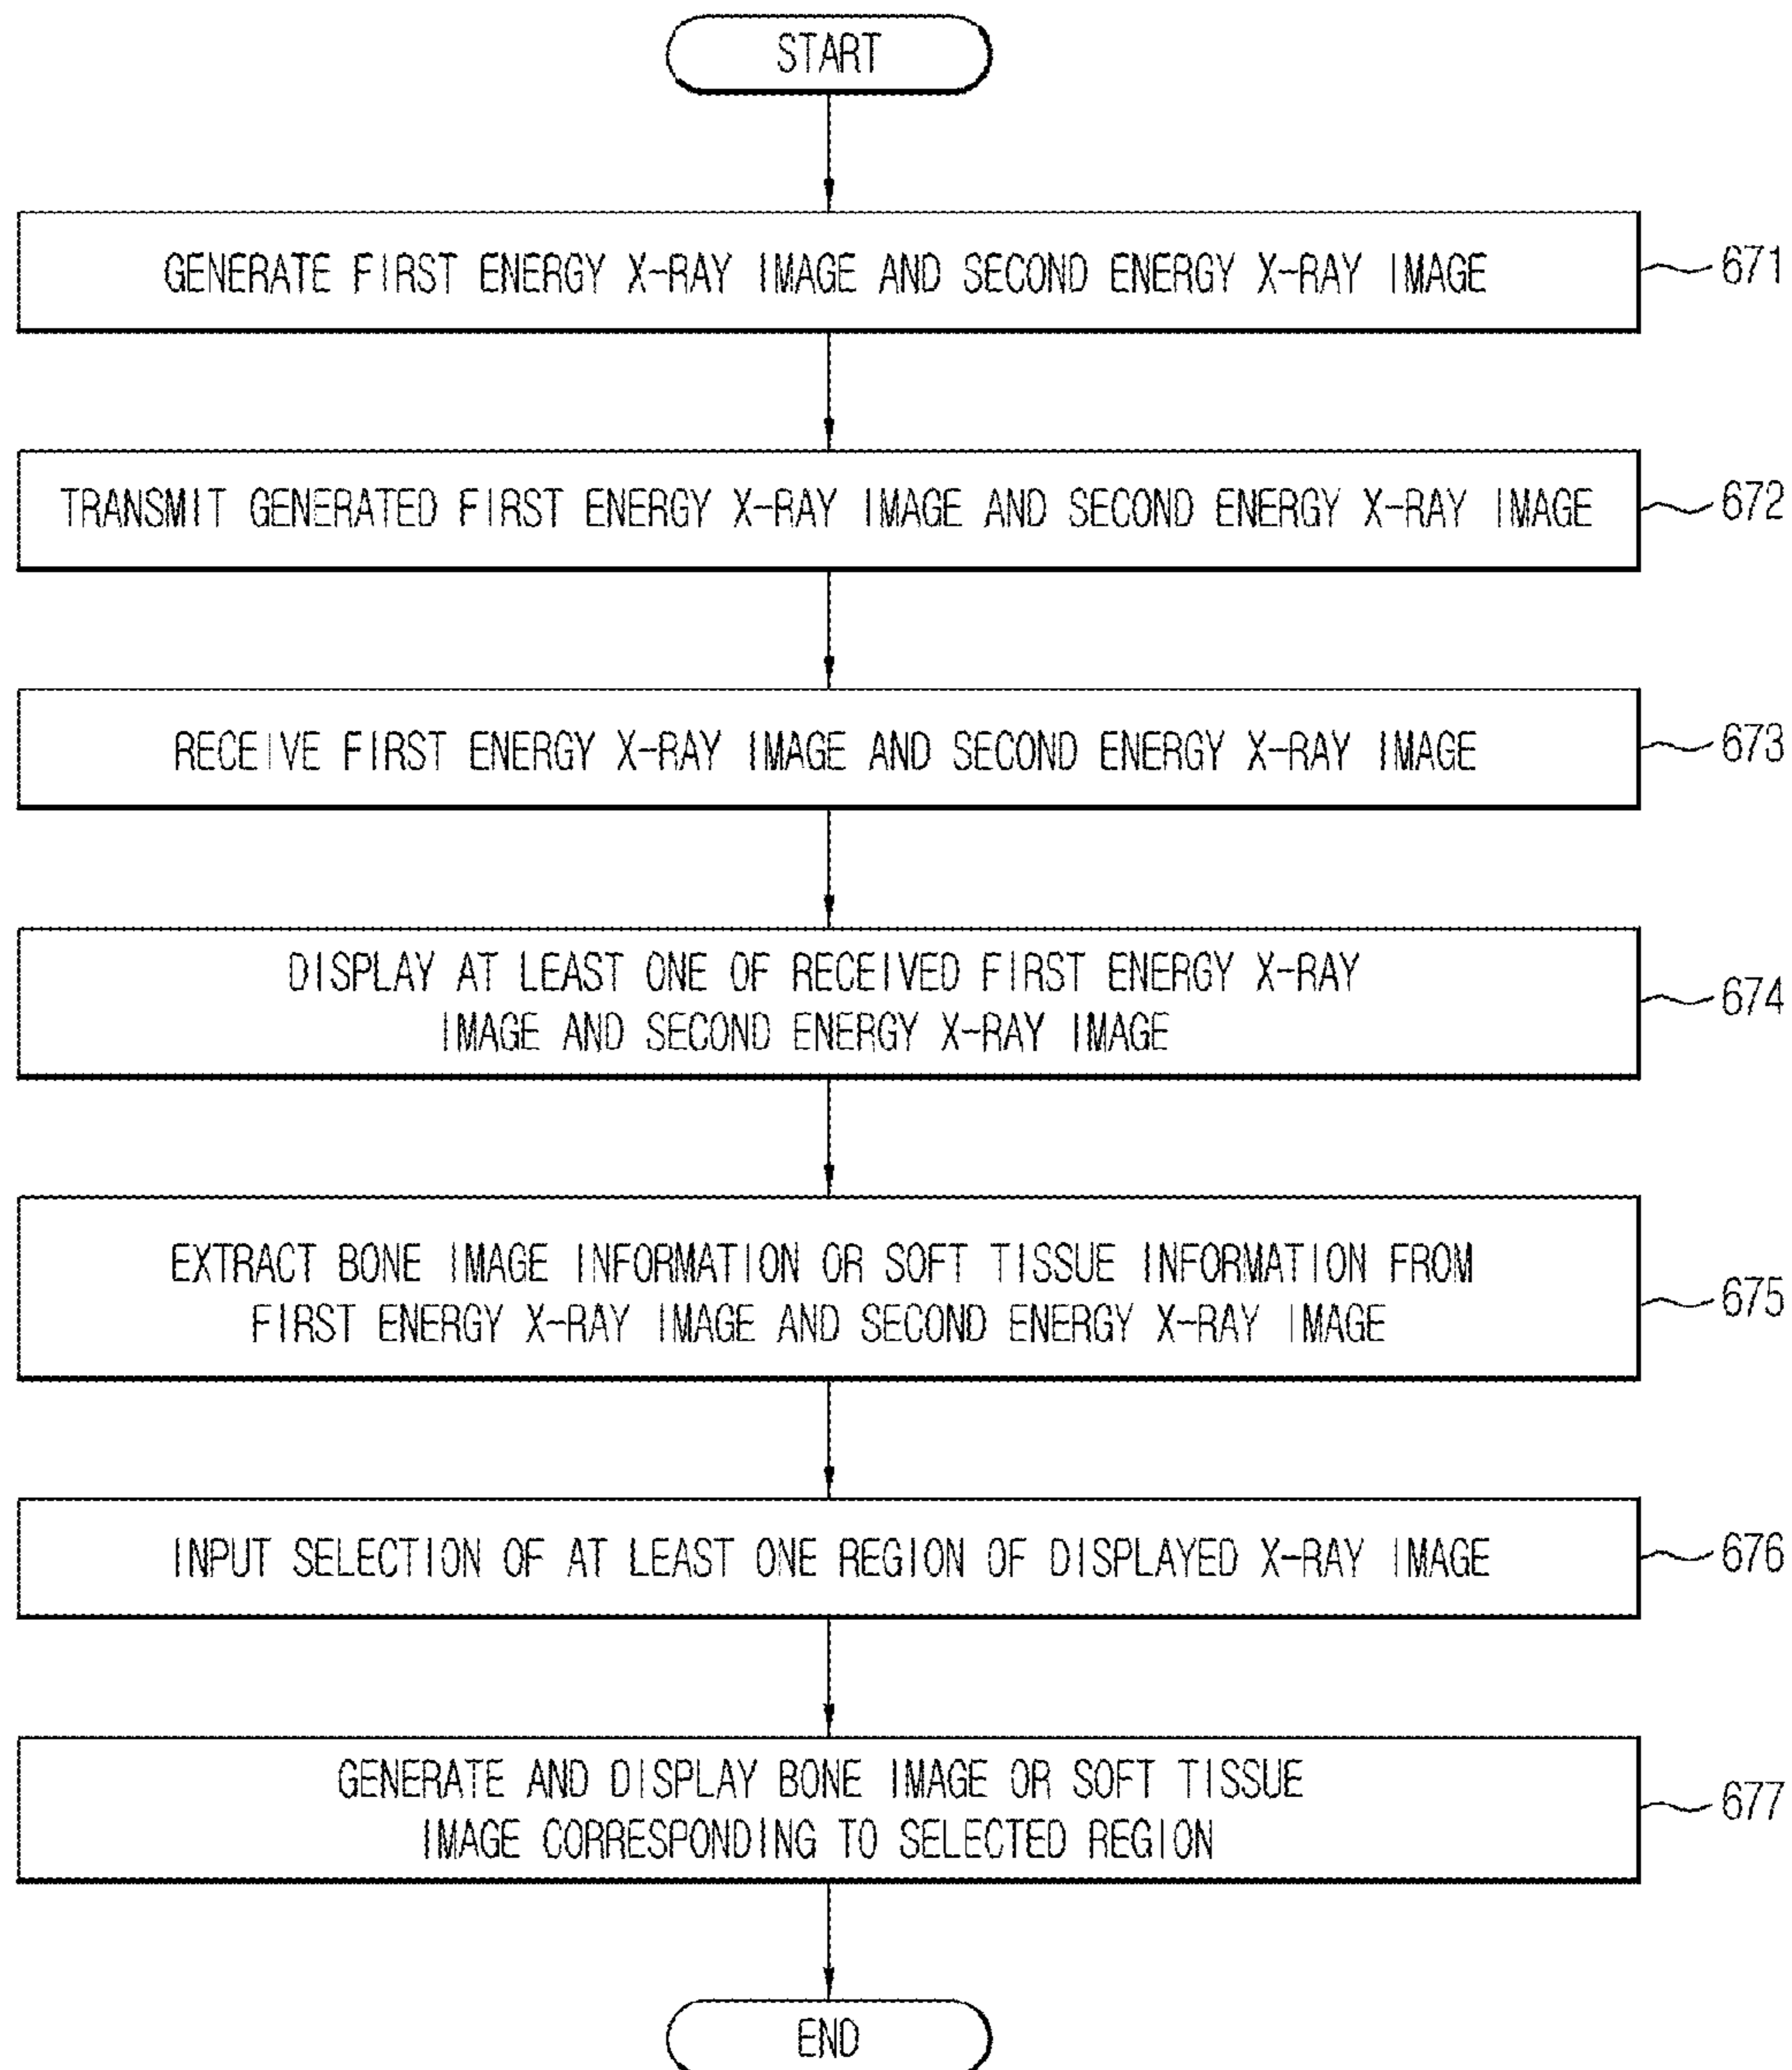 START
GENERATE FIRST ENERGY X-RAY IMAGE AND SECOND ENERGY X-RAY IMAGE
671
TRANSMIT GENERATED FIRST ENERGY X-RAY IMAGE AND SECOND ENERGY X-RAY IMAGE
672
RECEIVE FIRST ENERGY X-RAY IMAGE AND SECOND ENERGY X-RAY IMAGE
673
DISPLAY AT LEAST ONE OF RECEIVED FIRST ENERGY X-RAY
IMAGE AND SECOND ENERGY X-RAY IMAGE
674
EXTRACT BONE IMAGE INFORMATION OR SOFT TISSUE INFORMATION FROM
FIRST ENERGY X-RAY IMAGE AND SECOND ENERGY X-RAY IMAGE
675
INPUT SELECTION OF AT LEAST ONE REGION OF DISPLAYED X-RAY IMAGE
676
GENERATE AND DISPLAY BONE IMAGE OR SOFT TISSUE
IMAGE CORRESPONDING TO SELECTED REGION
677
END